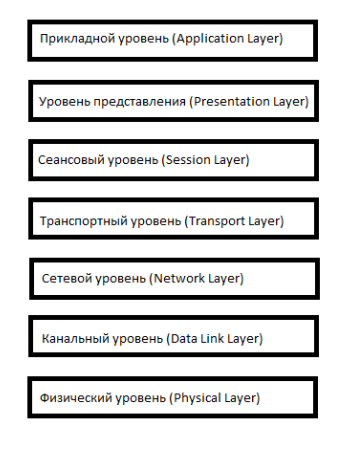 Прикладной уровень (Application Layer)
Уровень представления (Presentation Layer)
Сеансовый уровень (Session Layer)
Транспортный уровень (Transport Layer)
Сетевой уровень (Network Layer)
Канальный уровень (Data Link Layer)
Физический уровень (Physical Layer)